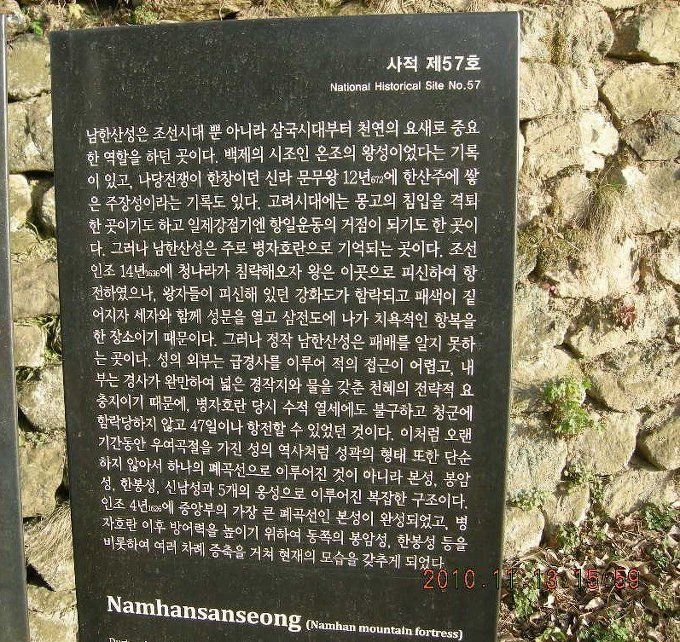 사적 제57호
National Historical Site No.57
남한산성은 조선시대 뿐 아니라 삼국시대부터 천연의 요새로 중요
한 역할을 하던 곳이다. 백제의 시조인 온조의 왕성이었다는 기록
이 있고, 나당전쟁이 한창이던 신라 문무왕 12년672에 한산주에 쌓
은 주장성이라는 기록도 있다. 고려시대에는 몽고의 침입을 격퇴
한 곳이기도 하고 일제강점기엔 항일운동의 거점이 되기도 한 곳이
다. 그러나 남한산성은 주로 병자호란으로 기억되는 곳이다. 조선
인조 14년1636에 청나라가 침략해오자 왕은 이곳으로 피신하여 항
전하였으나, 왕자들이 피신해 있던 강화도가 함락되고 패색이 짙
어지자 세자와 함께 성문을 열고 삼전도에 나가 치욕적인 항복을
한 장소이기 때문이다. 그러나 정작 남한산성은 패배를 알지 못하
는 곳이다. 성의 외부는 급경사를 이루어 적의 접근이 어렵고, 내
부는 경사가 완만하여 넓은 경작지와 물을 갖춘 천혜의 전략적 요
충지이기 때문에, 병자호란 당시 수적 열세에도 불구하고 청군에
함락당하지 않고 47일이나 항전할 수 있었던 것이다. 이처럼 오랜
기간동안 우여곡절을 가진 성의 역사처럼 성곽의 형태 또한 단순
하지 않아서 하나의 폐곡선으로 이루어진 것이 아니라 본성, 봉암
성, 한봉성, 신남성과 5개의 옹성으로 이루어진 복잡한 구조이다.
인조 4년1626에 중앙부의 가장 큰 폐곡선인 본성이 완성되었고, 병
자호란 이후 방어력을 높이기 위하여 동쪽의 봉암성, 한봉성 등을
비롯하여 여러 차례 증축을 거쳐 현재의 모습을 갖추게 되었다.
2010.11.13 15:59
Namhansanseong (Namhan mountain fortress)